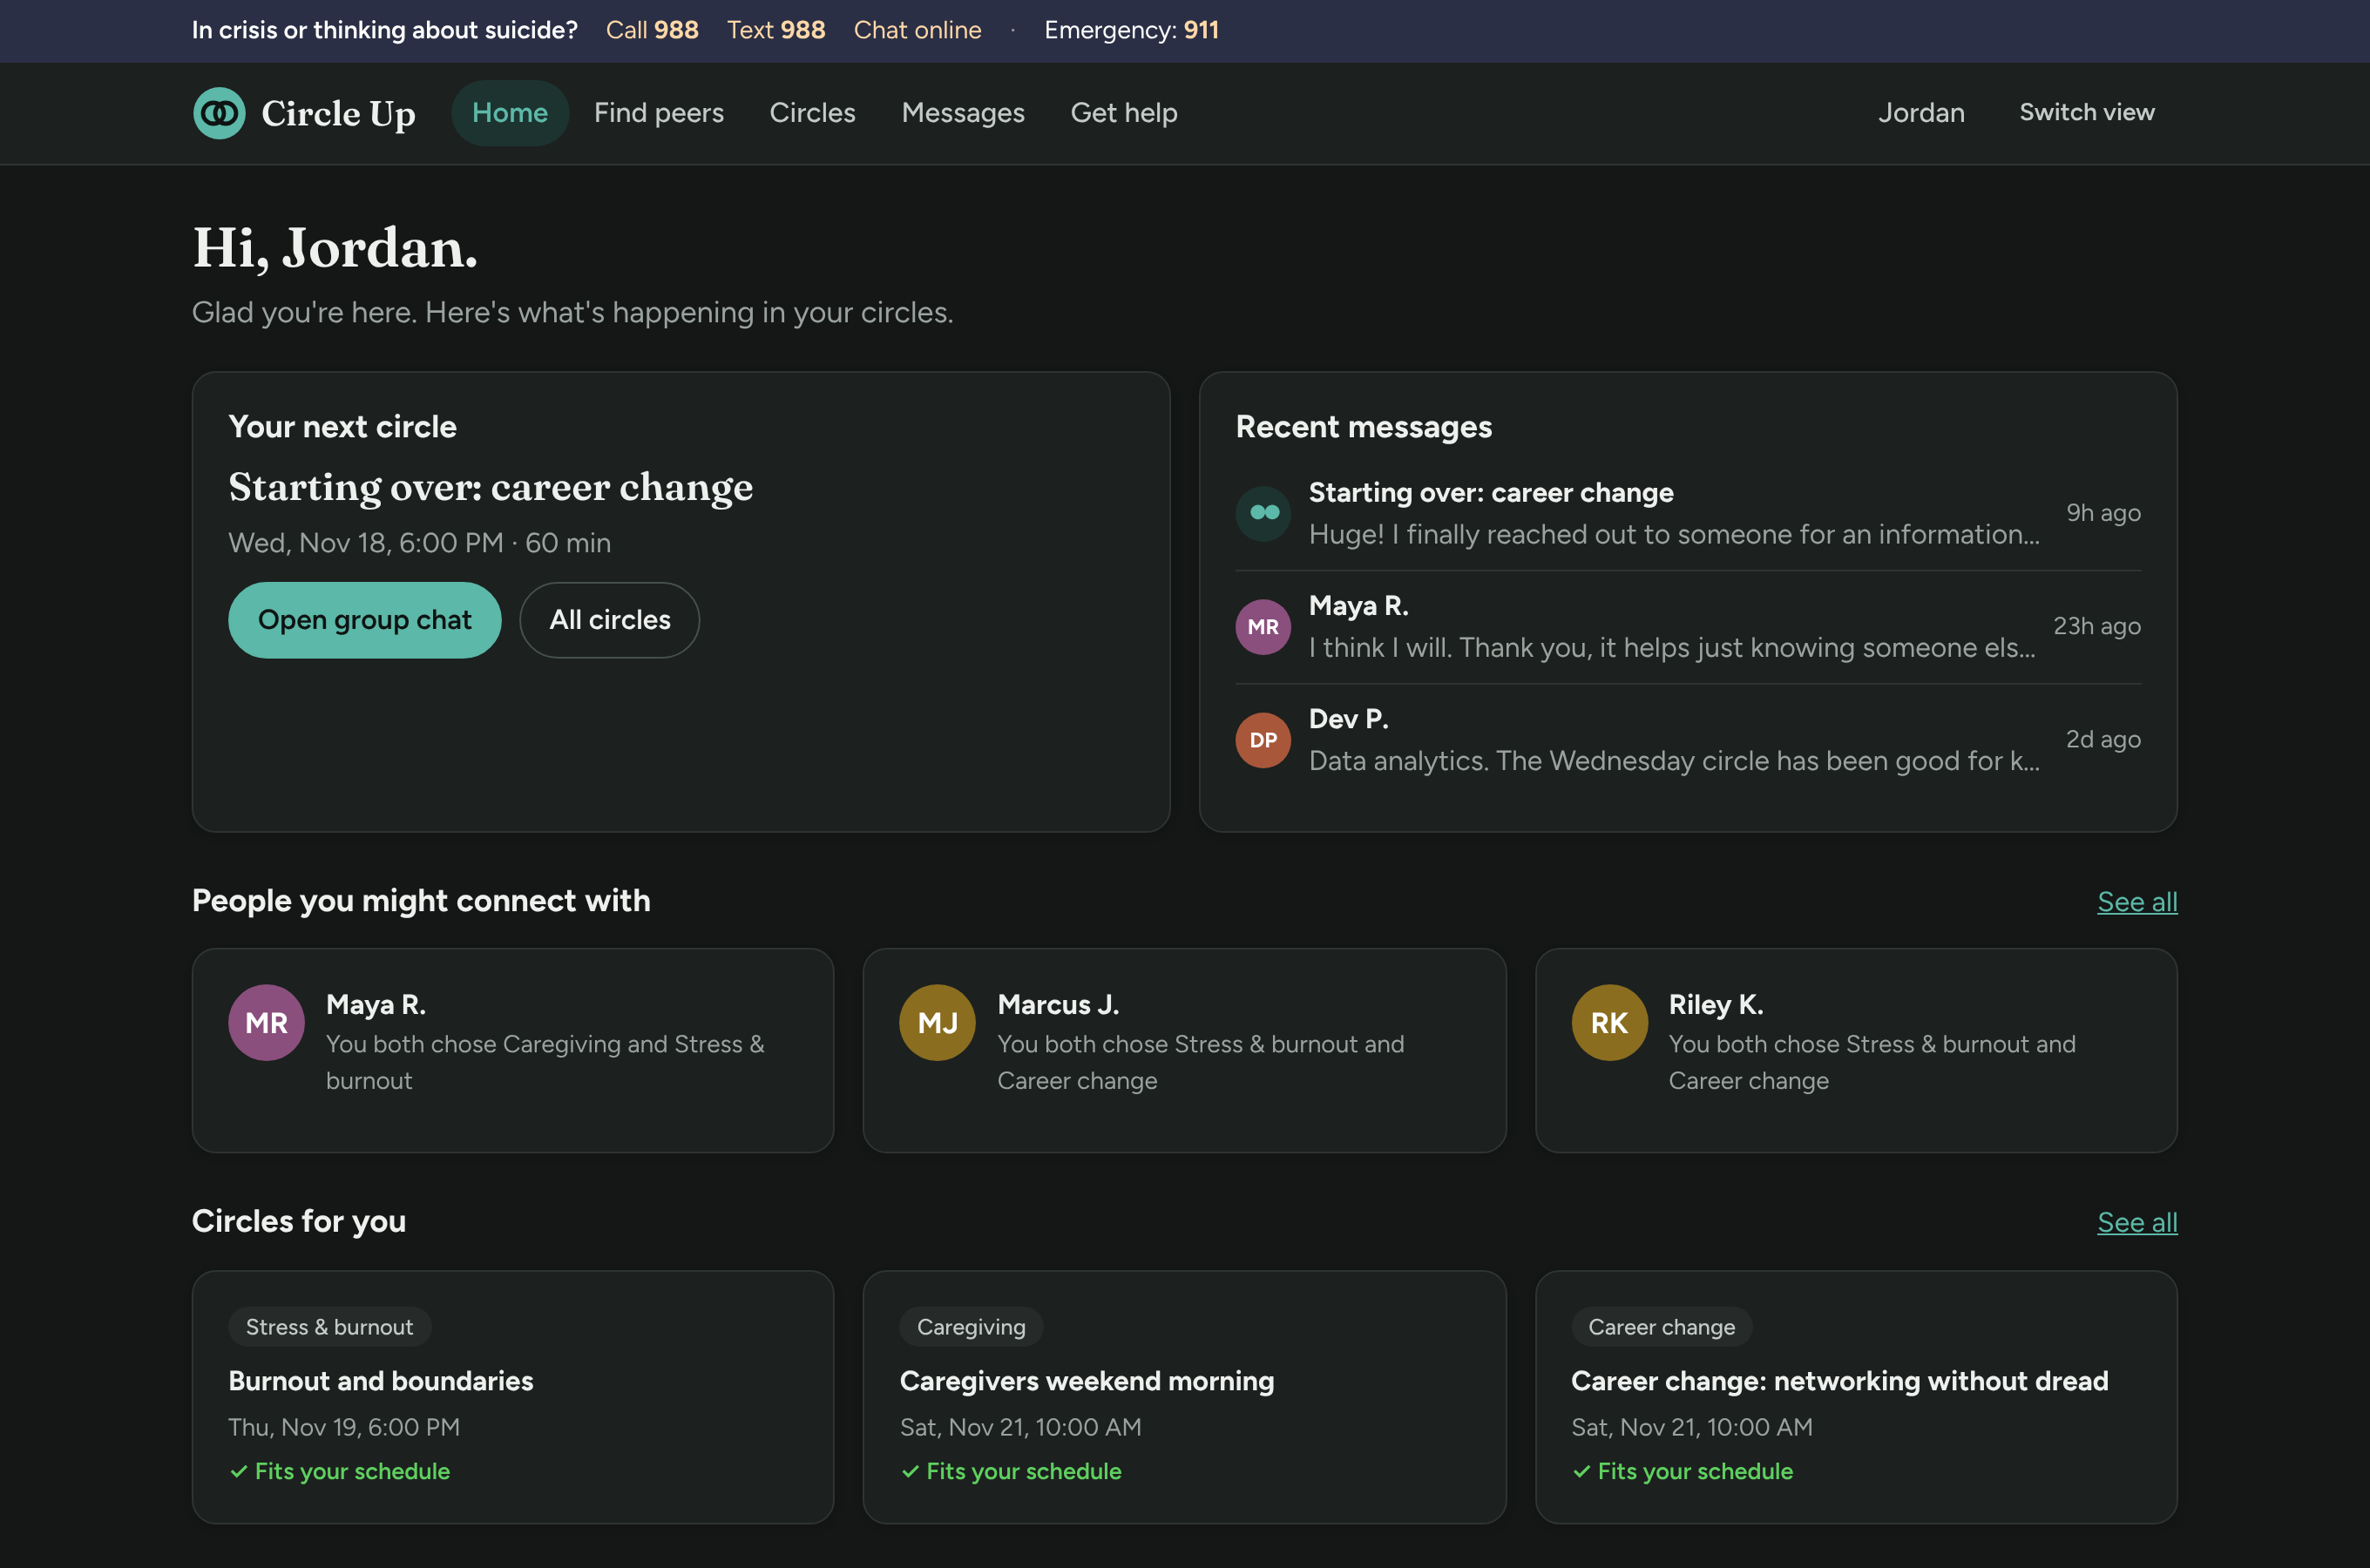 In crisis or thinking about suicide? Call 988 Text 988 Chat online · Emergency: 911
Circle Up Home Find peers Circles Messages Get help Jordan Switch view
Hi, Jordan.
Glad you're here. Here's what's happening in your circles.
Your next circle
Starting over: career change
Wed, Nov 18, 6:00 PM · 60 min
Open group chat All circles
Recent messages
Starting over: career change
Huge! I finally reached out to someone for an information... 9h ago
MR Maya R.
I think I will. Thank you, it helps just knowing someone els... 23h ago
DP Dev P.
Data analytics. The Wednesday circle has been good for k... 2d ago
People you might connect with See all
MR Maya R.
You both chose Caregiving and Stress &
burnout
MJ Marcus J.
You both chose Stress & burnout and
Career change
RK Riley K.
You both chose Stress & burnout and
Career change
Circles for you See all
Stress & burnout
Burnout and boundaries
Thu, Nov 19, 6:00 PM
✓ Fits your schedule
Caregiving
Caregivers weekend morning
Sat, Nov 21, 10:00 AM
✓ Fits your schedule
Career change
Career change: networking without dread
Sat, Nov 21, 10:00 AM
✓ Fits your schedule